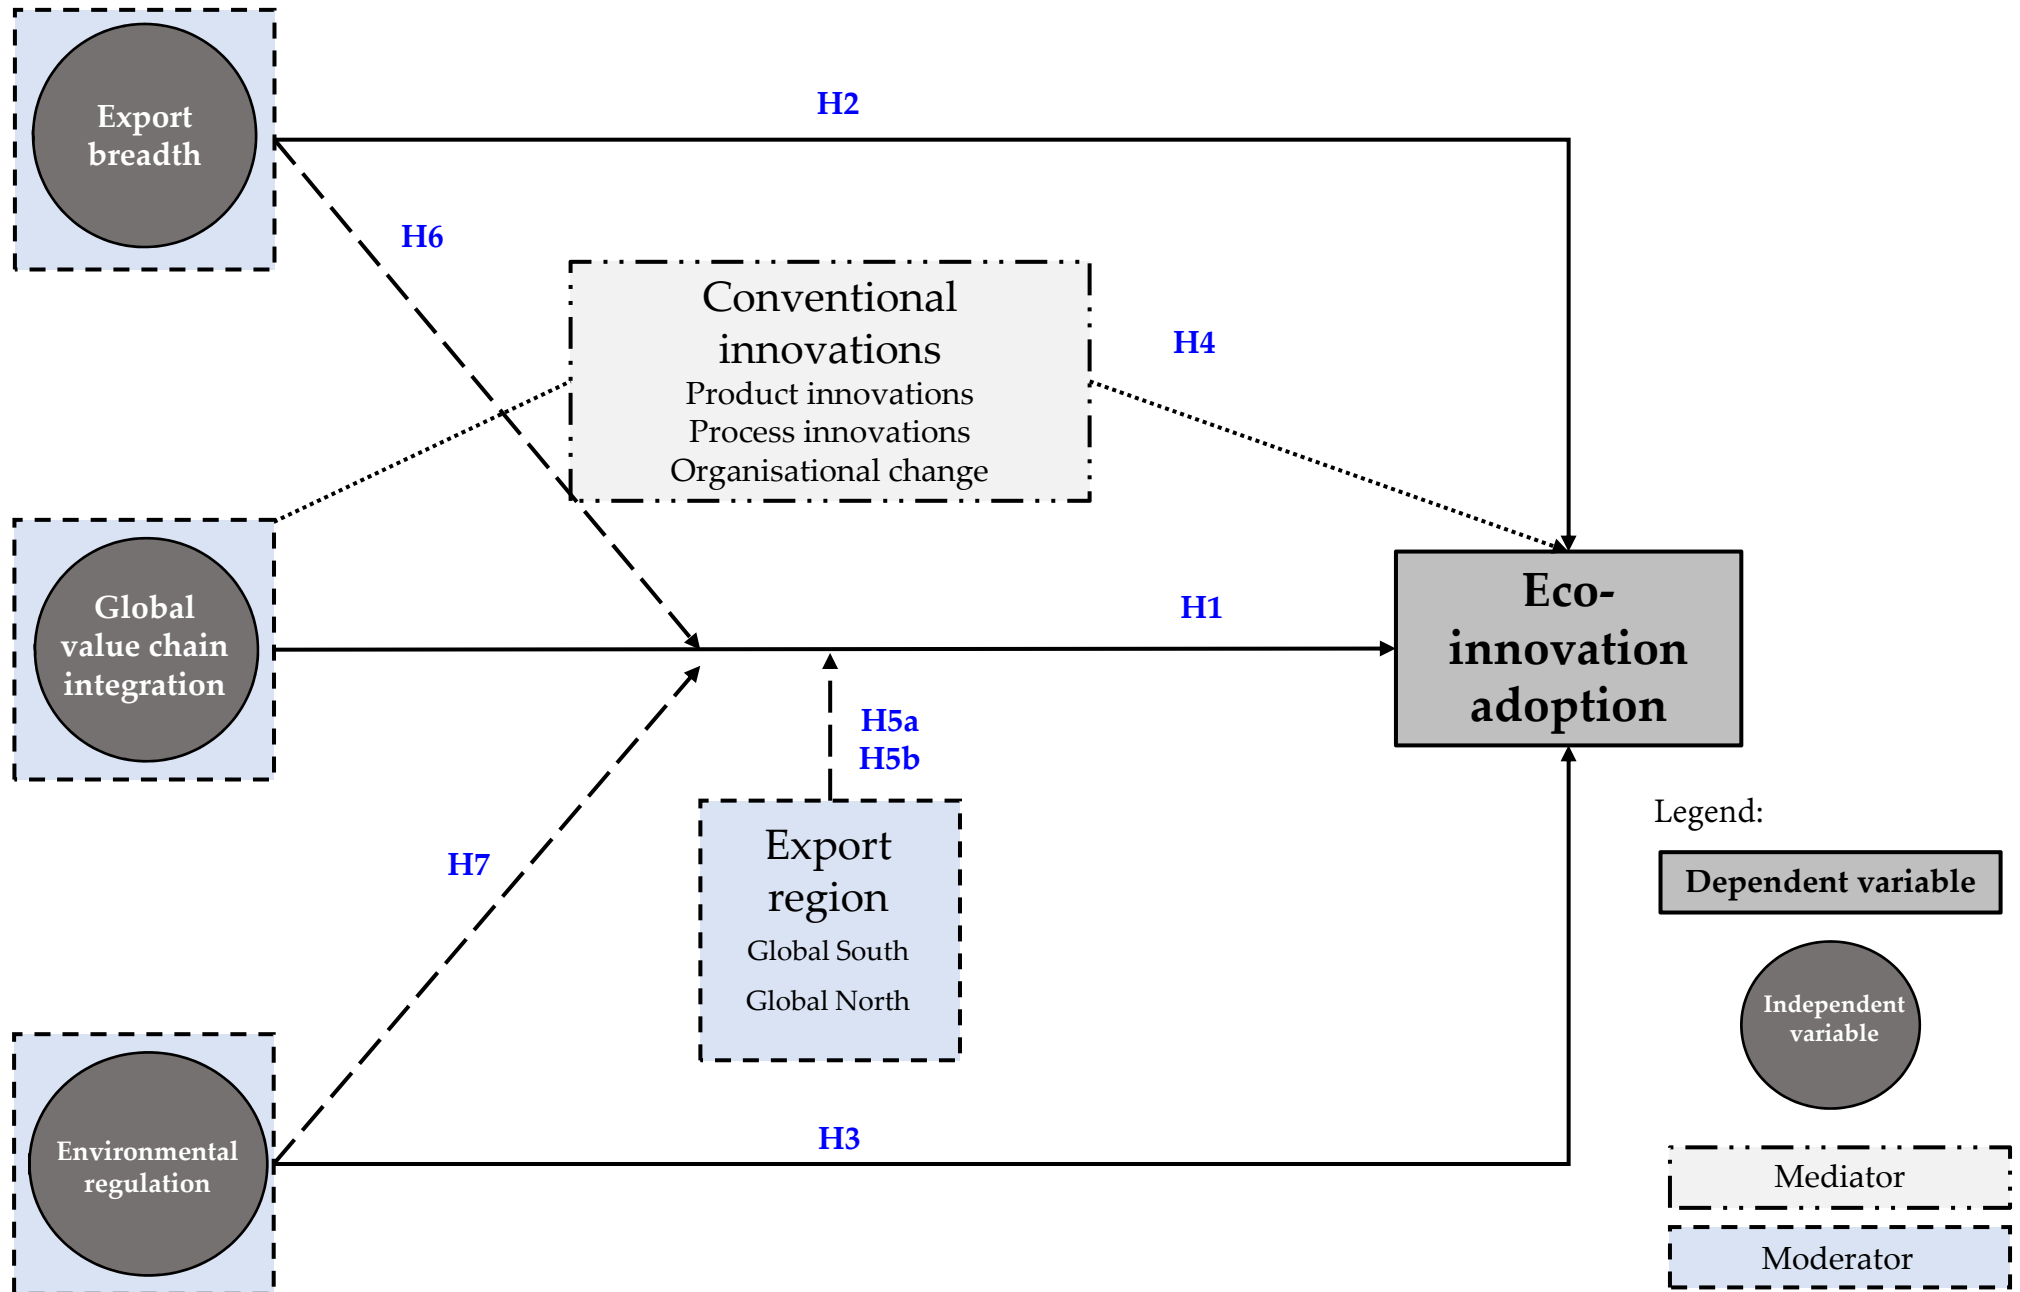 Export
breadth
H2
H6
Conventional
innovations
Product innovations
Process innovations
Organisational change
H4
Global
value chain
integration
H1
Eco-
innovation
adoption
H5a
H5b
Export
region
Global South
Global North
H7
Environmental
regulation
H3
Legend:
Dependent variable
Independent
variable
Mediator
Moderator